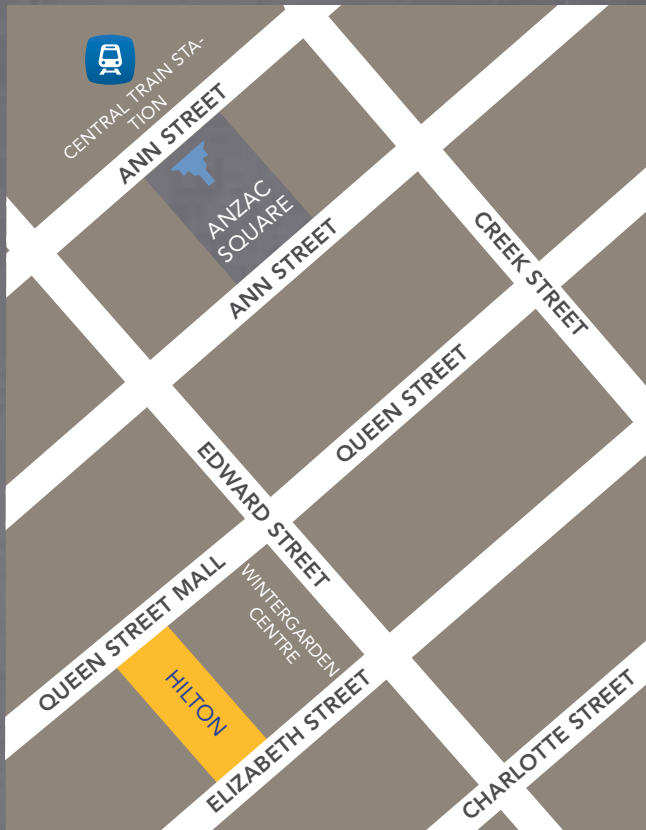 CENTRAL TRAIN STA-
TION
ANN STREET
ANZAC
SQUARE
ANN STREET
CREEK STREET
QUEEN STREET
EDWARD STREET
QUEEN STREET MALL
WINTERGARDEN
CENTRE
HILTON
ELIZABETH STREET
CHARLOTTE STREET